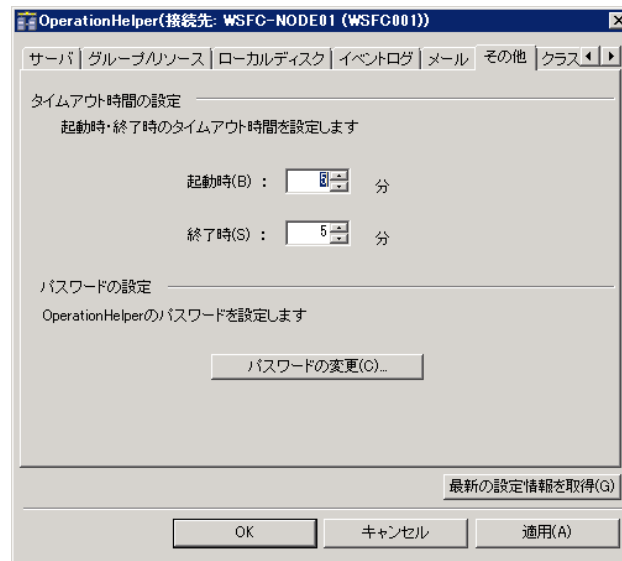 OperationHelper(接続先: WSFC-NODE01 (WSFC001))
サーバ グループ/リソース ローカルディスク イベントログ メール その他 クラス
タイムアウト時間の設定
起動時・終了時のタイムアウト時間を設定します
起動時(B) : 5 分
終了時(S) : 5 分
パスワードの設定
OperationHelperのパスワードを設定します
パスワードの変更(C)...
最新の設定情報を取得(G)
OK キャンセル 適用(A)